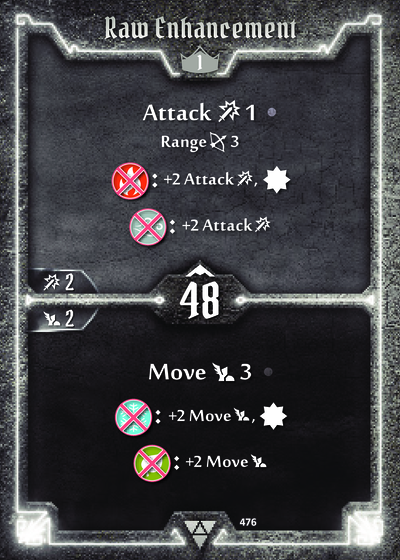 Raw Enhancement
1
Attack 1
Range 3
: +2 Attack ,
: +2 Attack
2
48
2
Move 3
: +2 Move ,
: +2 Move
476